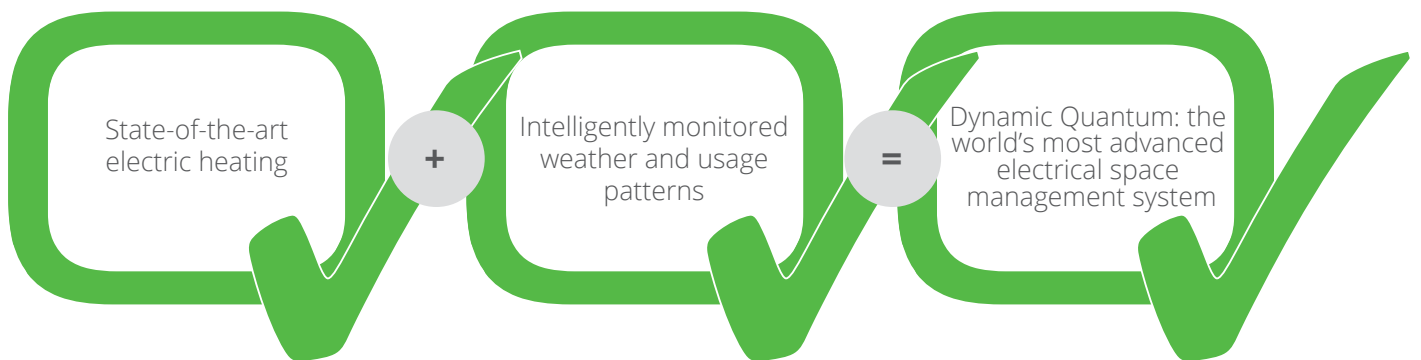 State-of-the-art
electric heating
+
Intelligently monitored
weather and usage
patterns
=
Dynamic Quantum: the
world’s most advanced
electrical space
management system